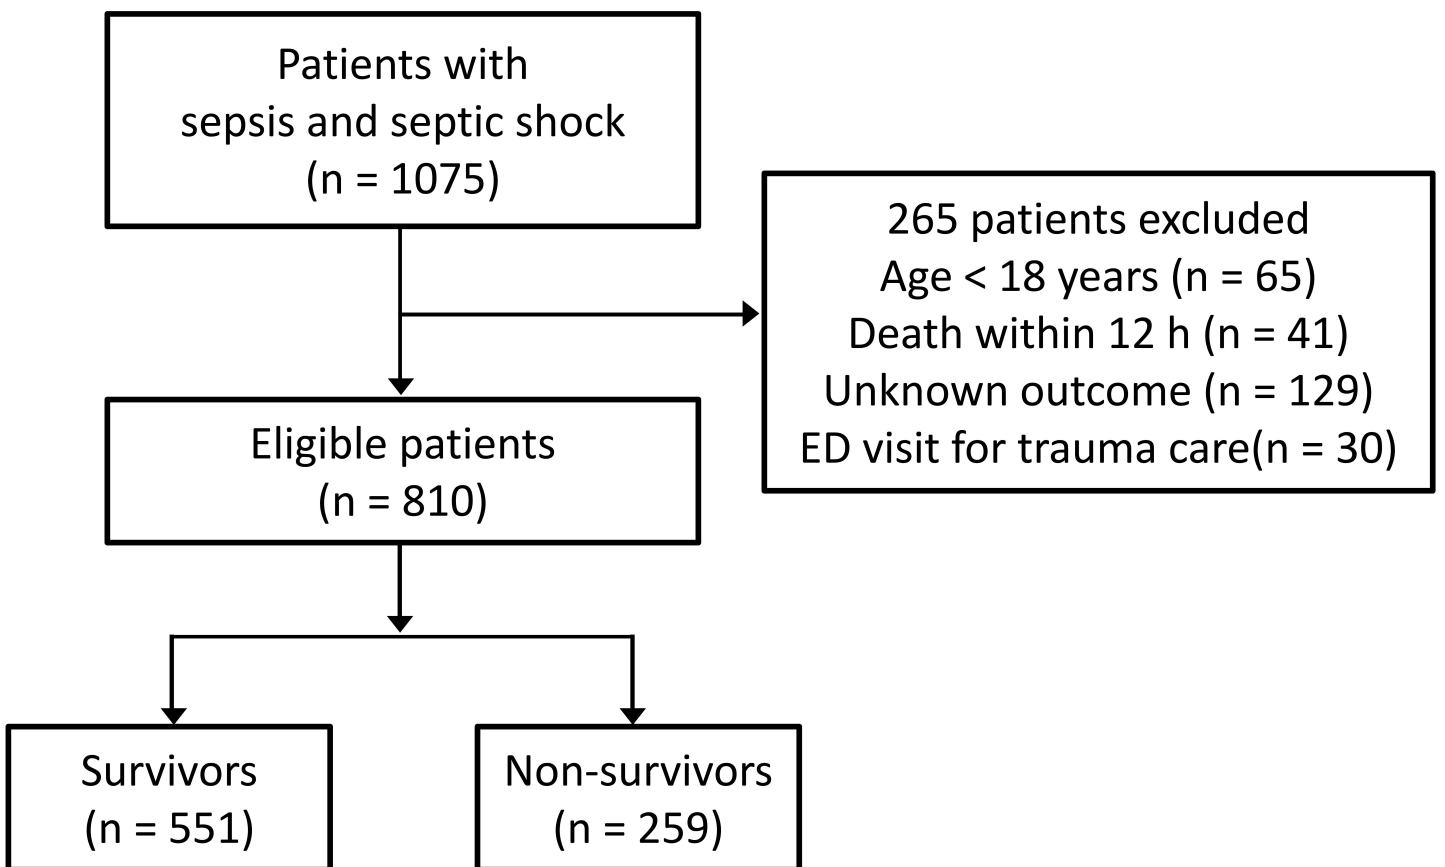 Patients with
sepsis and septic shock
(n = 1075)
265 patients excluded
Age < 18 years (n = 65)
Death within 12 h (n = 41)
Unknown outcome (n = 129)
ED visit for trauma care(n = 30)
Eligible patients
(n = 810)
Survivors
(n = 551)
Non-survivors
(n = 259)